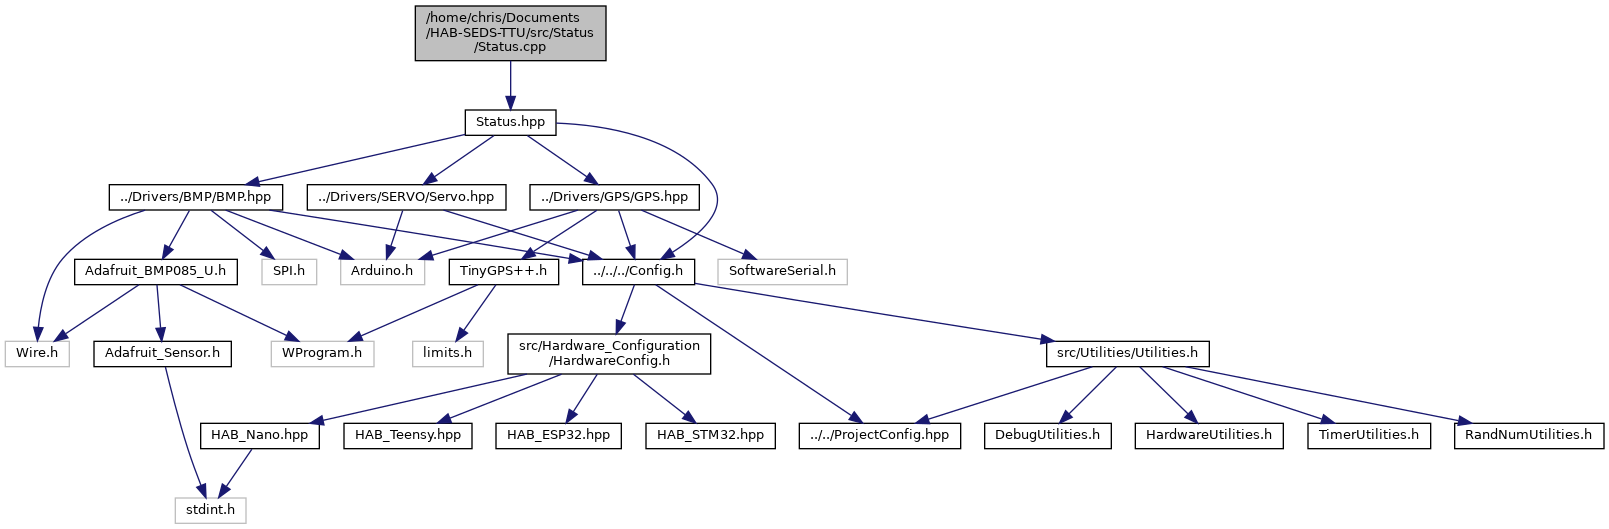 /home/chris/Documents
/HAB-SEDS-TTU/src/Status
/Status.cpp
Status.hpp
../Drivers/BMP/BMP.hpp
../Drivers/SERVO/Servo.hpp
../Drivers/GPS/GPS.hpp
Adafruit_BMP085_U.h
SPI.h
Arduino.h
TinyGPS++.h
../../../Config.h
SoftwareSerial.h
Wire.h
Adafruit_Sensor.h
WProgram.h
limits.h
src/Hardware_Configuration
/HardwareConfig.h
src/Utilities/Utilities.h
HAB_Nano.hpp
HAB_Teensy.hpp
HAB_ESP32.hpp
HAB_STM32.hpp
../../ProjectConfig.hpp
DebugUtilities.h
HardwareUtilities.h
TimerUtilities.h
RandNumUtilities.h
stdint.h